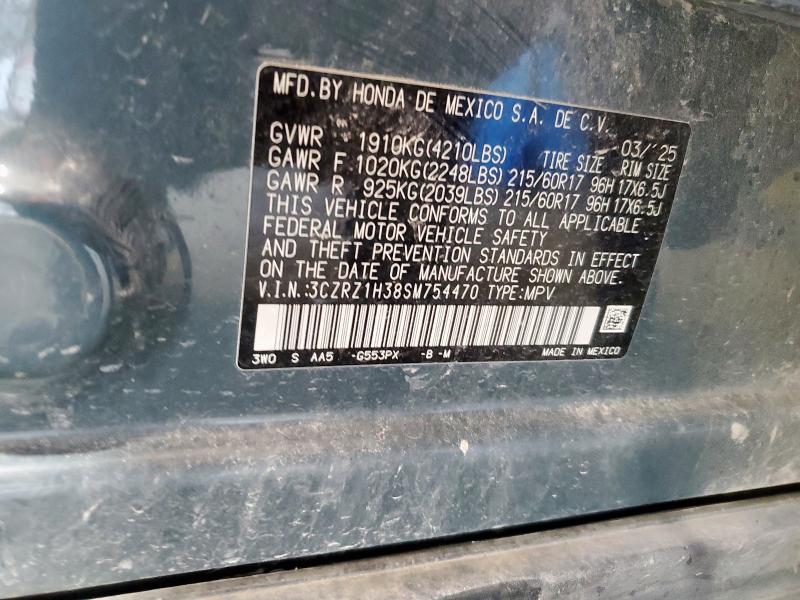 MFD. BY HONDA DE MEXICO S.A. DE C.V.
03/'25
GVWR 1910KG(4210LBS) TIRE SIZE RIM SIZE
GAWR F 1020KG(2248LBS) 215/60R17 96H 17X6.5J
GAWR R 925KG(2039LBS) 215/60R17 96H 17X6.5J
THIS VEHICLE CONFORMS TO ALL APPLICABLE
FEDERAL MOTOR VEHICLE SAFETY
AND THEFT PREVENTION STANDARDS IN EFFECT
ON THE DATE OF MANUFACTURE SHOWN ABOVE.
V.I.N.:3CZRZ1H38SM754470 TYPE:MPV
3WO S AA5 -G553PX -B -M MADE IN MEXICO